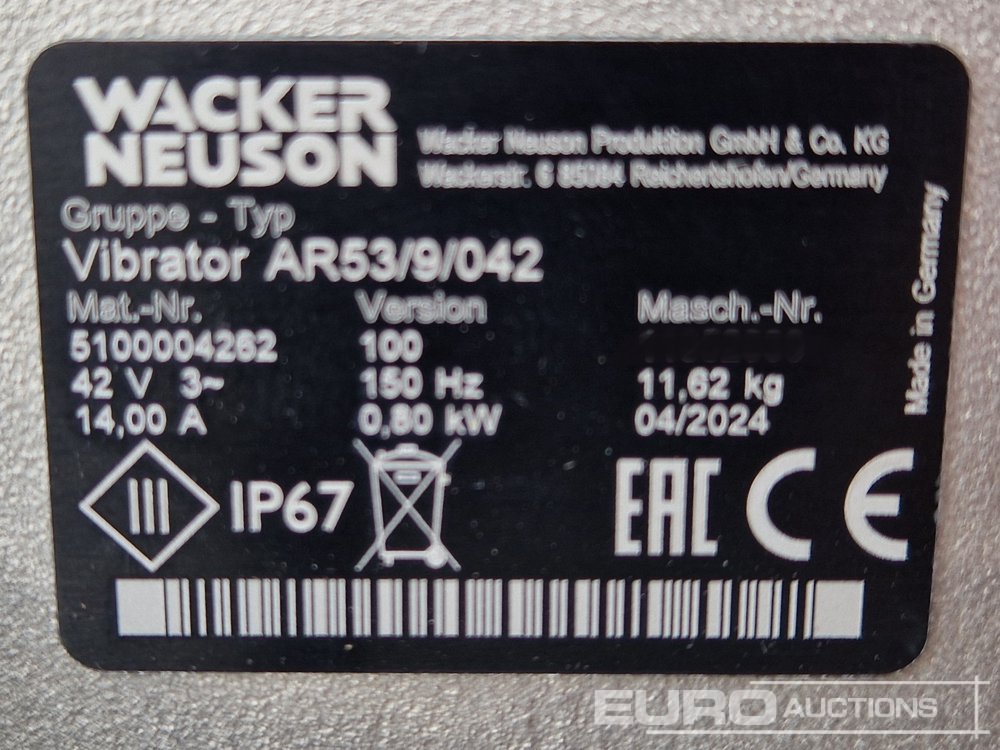 WACKER
NEUSON
Wacker Neuson Produktion GmbH & Co. KG
Wackerstr. 6 85084 Reichertshofen/Germany
Gruppe - Typ
Vibrator AR53/9/042
Mat.-Nr. Version Masch.-Nr.
5100004262 100
42 V 3~ 150 Hz 11,62 kg
14,00 A 0,80 kW 04/2024
Made in Germany
III IP67 EAC CE
EURO AUCTIONS